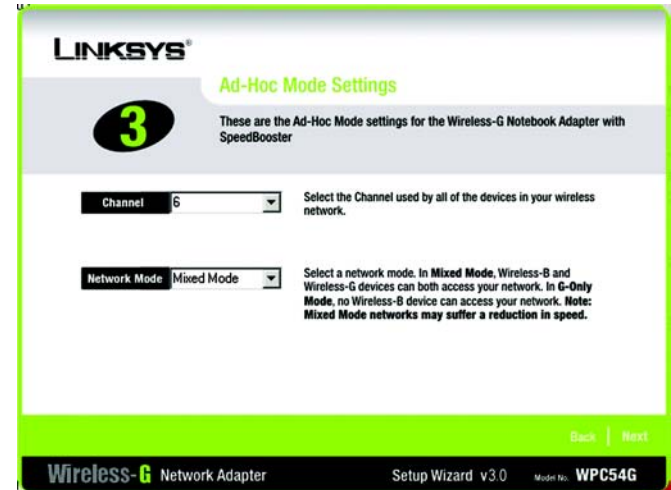 LINKSYS®
Ad-Hoc Mode Settings
3
These are the Ad-Hoc Mode settings for the Wireless-G Notebook Adapter with
SpeedBooster
Channel
6
Select the Channel used by all of the devices in your wireless
network.
Network Mode
Mixed Mode
Select a network mode. In Mixed Mode, Wireless-B and
Wireless-G devices can both access your network. In G-Only
Mode, no Wireless-B device can access your network. Note:
Mixed Mode networks may suffer a reduction in speed.
Back | Next
Wireless-G Network Adapter
Setup Wizard v3.0
Model No. WPC54G